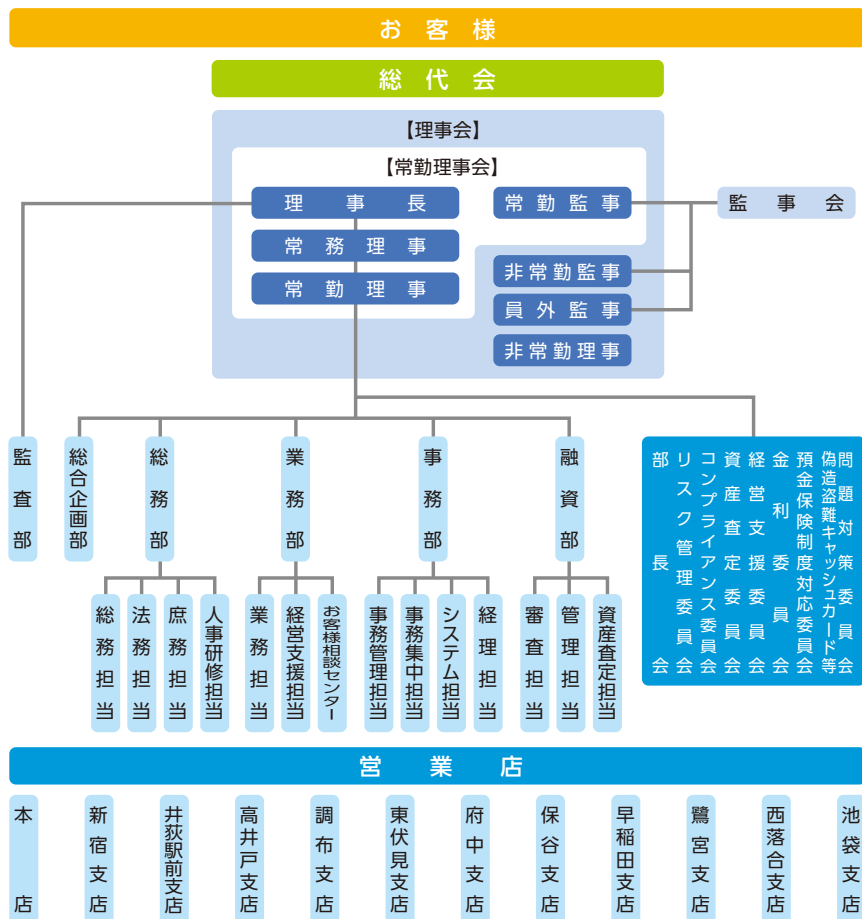 お客様
総代会
【理事会】
【常勤理事会】
理事長
常勤監事
監事会
常務理事
非常勤監事
常勤理事
員外監事
非常勤理事
監査部
総合企画部
総務部
業務部
事務部
融資部
部長会
リスク管理委員会
コンプライアンス委員会
資産査定委員会
経営支援委員会
金利委員会
預金保険制度対応委員会
偽造盗難キャッシュカード等
問題対策委員会
総務担当
法務担当
庶務担当
人事研修担当
業務担当
経営支援担当
お客様相談センター
事務管理担当
事務集中担当
システム担当
経理担当
審査担当
管理担当
資産査定担当
営業店
本店
新宿支店
井荻駅前支店
高井戸支店
調布支店
東伏見支店
府中支店
保谷支店
早稲田支店
鷺宮支店
西落合支店
池袋支店